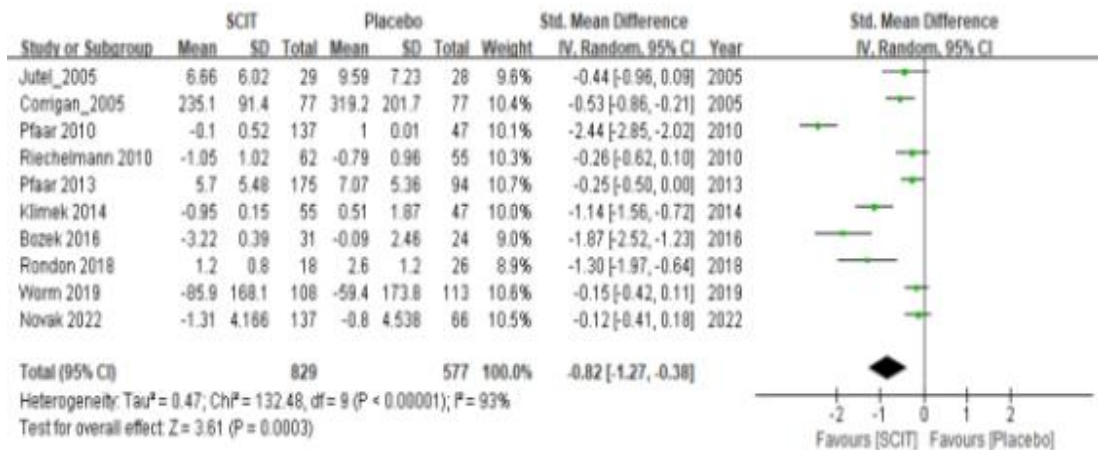 SCIT Placebo Std. Mean Difference Std. Mean Difference
Study or Subgroup Mean SD Total Mean SD Total Weight IV, Random, 95% CI Year IV, Random, 95% CI
Jutel_2005 6.66 6.02 29 9.59 7.23 28 9.6% -0.44 [-0.96, 0.09] 2005
Corrigan_2005 235.1 91.4 77 319.2 201.7 77 10.4% -0.53 [-0.86, -0.21] 2005
Pfaar 2010 -0.1 0.52 137 1 0.01 47 10.1% -2.44 [-2.85, -2.02] 2010
Riechelmann 2010 -1.05 1.02 62 -0.79 0.96 55 10.3% -0.26 [-0.62, 0.10] 2010
Pfaar 2013 5.7 5.48 175 7.07 5.36 94 10.7% -0.25 [-0.50, 0.00] 2013
Klimek 2014 -0.95 0.15 55 0.51 1.87 47 10.0% -1.14 [-1.56, -0.72] 2014
Bozek 2016 -3.22 0.39 31 -0.09 2.46 24 9.0% -1.87 [-2.52, -1.23] 2016
Rondon 2018 1.2 0.8 18 2.6 1.2 26 8.9% -1.30 [-1.97, -0.64] 2018
Worm 2019 -85.9 168.1 108 -59.4 173.8 113 10.6% -0.15 [-0.42, 0.11] 2019
Novak 2022 -1.31 4.166 137 -0.8 4.538 66 10.5% -0.12 [-0.41, 0.18] 2022
Total (95% CI) 829 577 100.0% -0.82 [-1.27, -0.38]
Heterogeneity: Tau² = 0.47; Chi² = 132.48, df = 9 (P < 0.00001); I² = 93%
Test for overall effect: Z = 3.61 (P = 0.0003)
-2 -1 0 1 2
Favours [SCIT] Favours [Placebo]